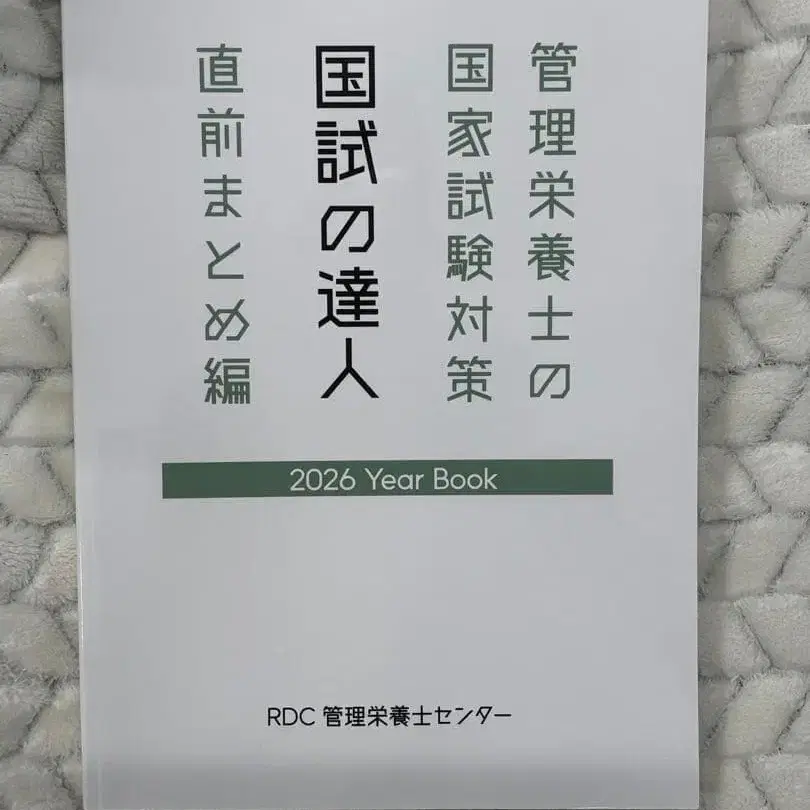 管理栄養士の
国家試験対策
国試の達人
直前まとめ編
2026 Year Book
RDC 管理栄養士センター